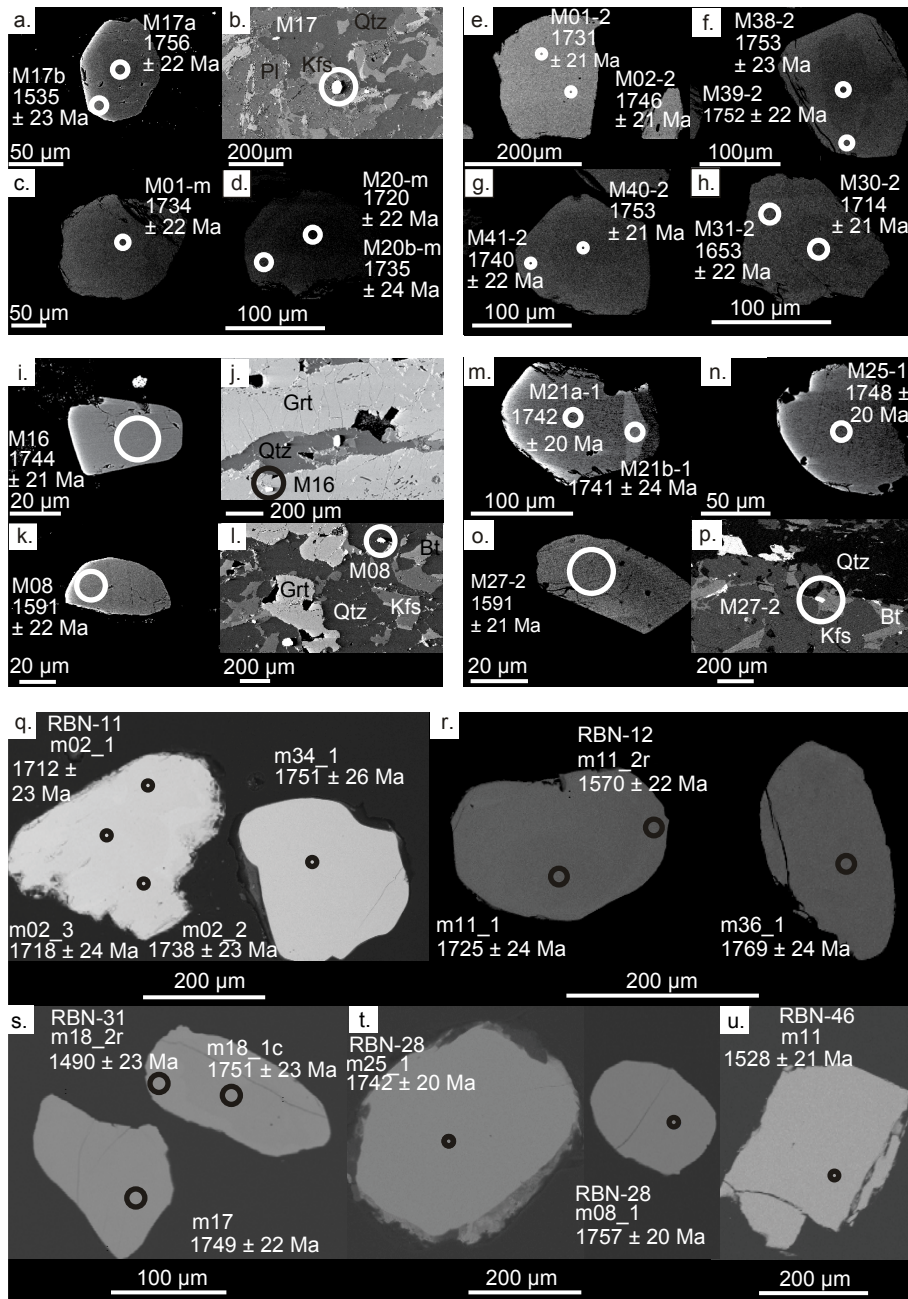 a.
M17a
1756
± 22 Ma
M17b
1535
± 23 Ma
50 µm
b.
M17
Qtz
Pl
Kfs
200µm
c.
M01-m
1734
± 22 Ma
50 µm
d.
M20-m
1720
± 22 Ma
M20b-m
1735
± 24 Ma
100 µm
e.
M01-2
1731
± 21 Ma
M02-2
1746
± 21 Ma
200µm
f.
M38-2
1753
± 23 Ma
M39-2
1752 ± 22 Ma
100µm
g.
M40-2
1753
± 21 Ma
M41-2
1740
± 22 Ma
100 µm
h.
M30-2
1714
± 21 Ma
M31-2
1653
± 22 Ma
100 µm
i.
M16
1744
± 21 Ma
20 µm
j.
Grt
Qtz
M16
200 µm
k.
M08
1591
± 22 Ma
20 µm
l.
Bt
M08
Grt
Qtz
Kfs
200 µm
m.
M21a-1
1742
± 20 Ma
M21b-1
1741 ± 24 Ma
100 µm
n.
M25-1
1748 ±
20 Ma
50 µm
o.
M27-2
1591
± 21 Ma
20 µm
p.
Qtz
M27-2
Kfs
Bt
200 µm
q.
RBN-11
m02_1
1712 ±
23 Ma
m34_1
1751 ± 26 Ma
m02_3
1718 ± 24 Ma
m02_2
1738 ± 23 Ma
200 µm
r.
RBN-12
m11_2r
1570 ± 22 Ma
m11_1
1725 ± 24 Ma
m36_1
1769 ± 24 Ma
200 µm
s.
RBN-31
m18_2r
1490 ± 23 Ma
m18_1c
1751 ± 23 Ma
m17
1749 ± 22 Ma
100 µm
t.
RBN-28
m25_1
1742 ± 20 Ma
RBN-28
m08_1
1757 ± 20 Ma
200 µm
u.
RBN-46
m11
1528 ± 21 Ma
200 µm